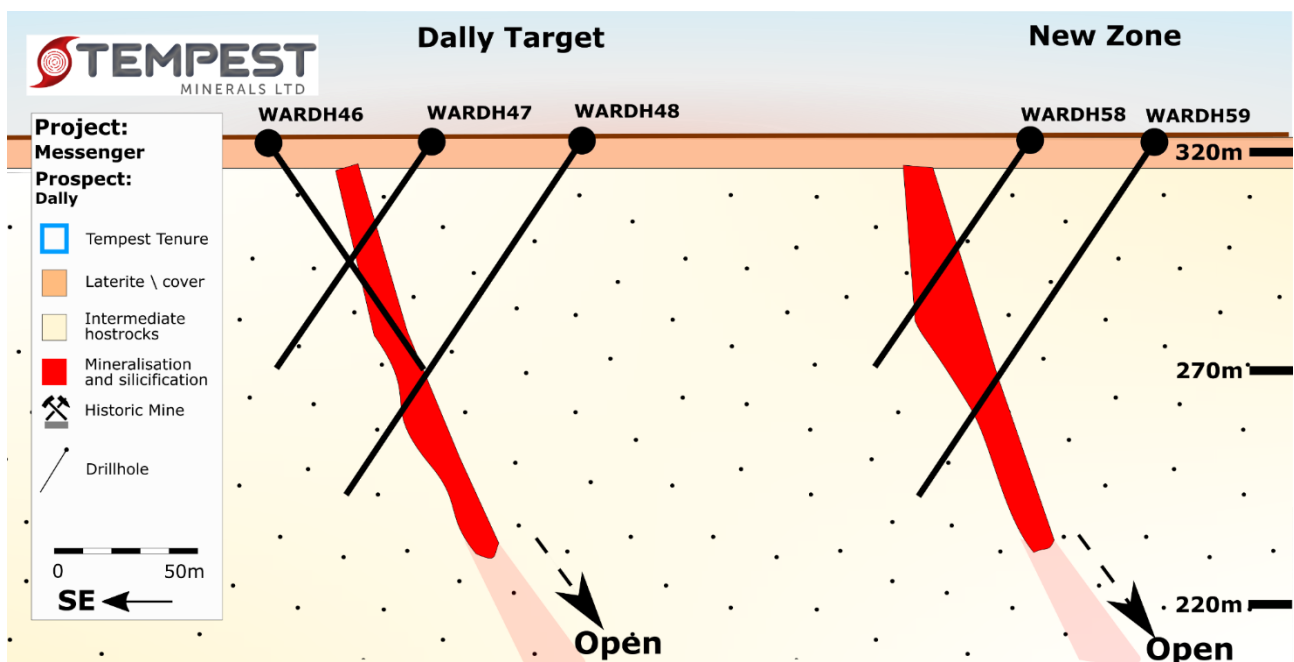 TEMPEST
MINERALS LTD
Dally Target
New Zone
WARDH46
WARDH47
WARDH48
WARDH58
WARDH59
Project:
Messenger
Prospect:
Dally
Tempest Tenure
Laterite \ cover
Intermediate
hostrocks
Mineralisation
and silicification
Historic Mine
Drillhole
0 50m
SE
320m
270m
220m
Open
Open